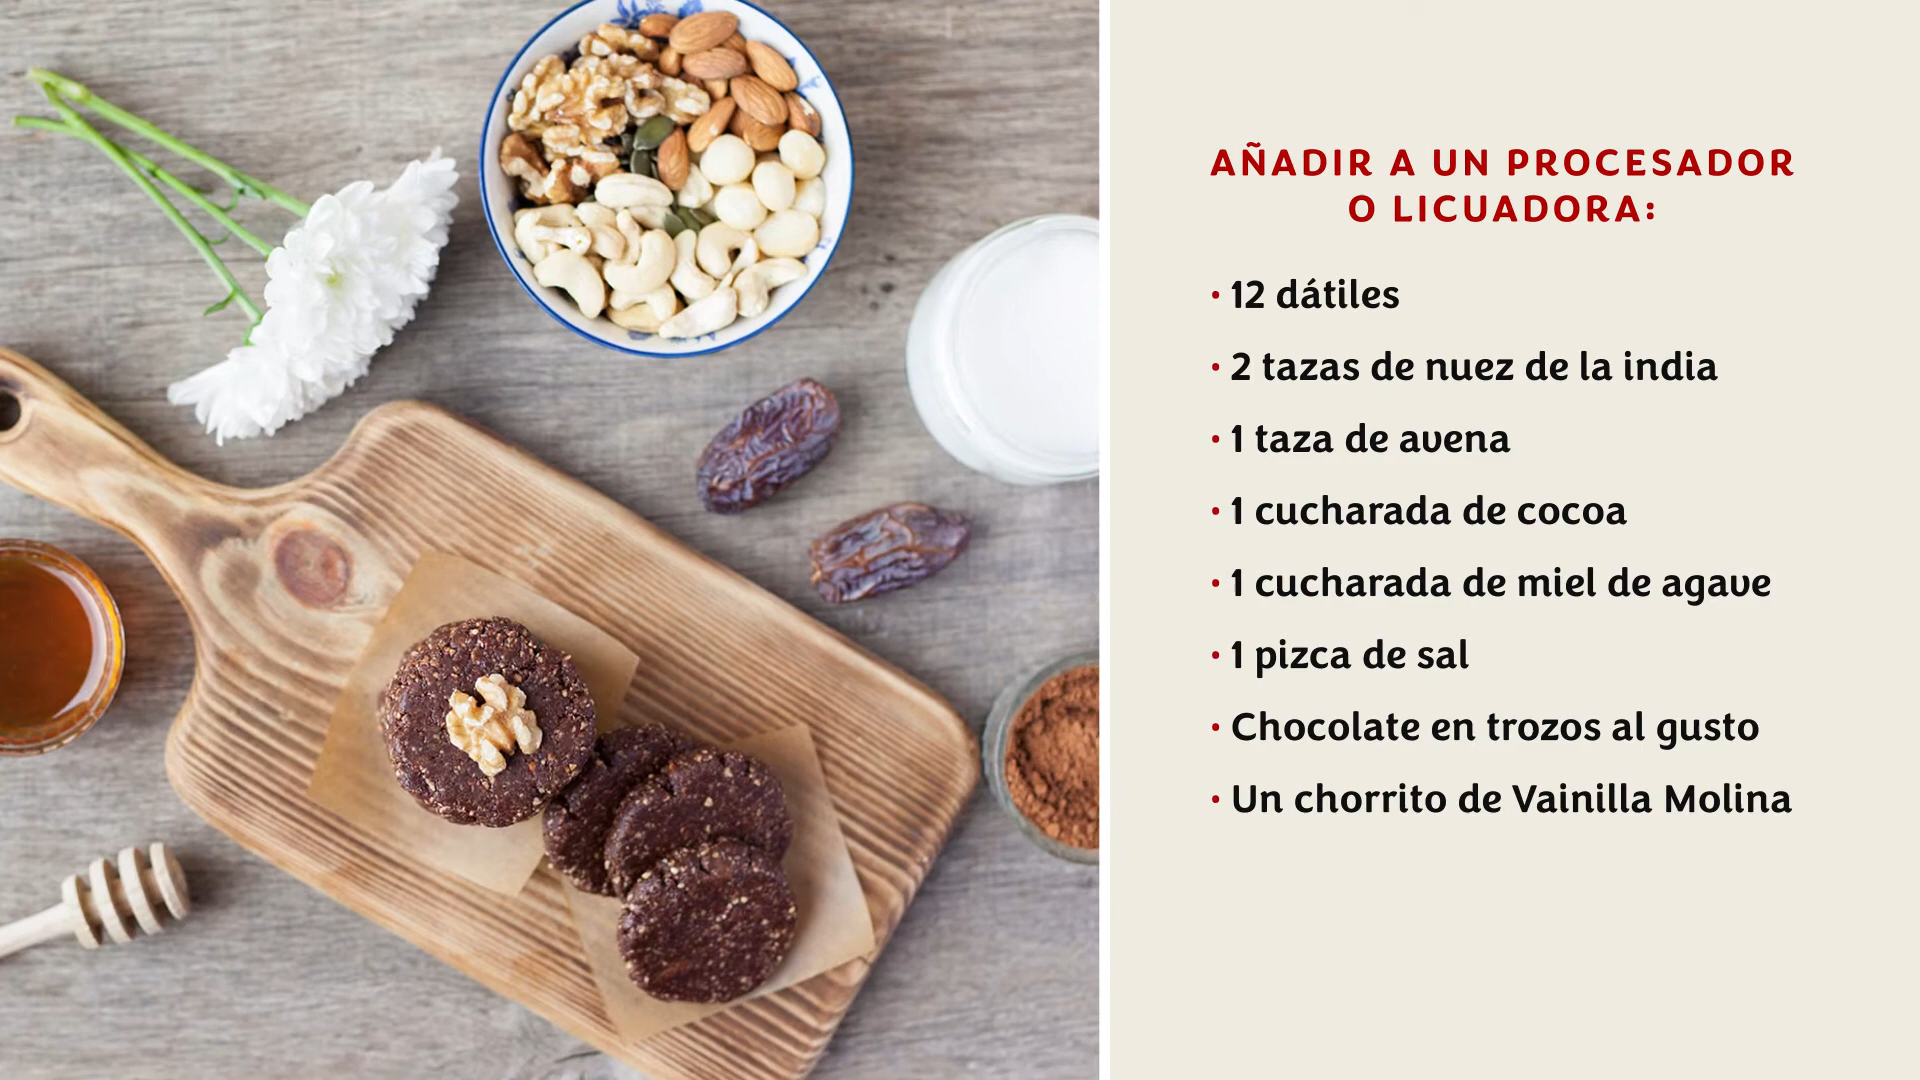 AÑADIR A UN PROCESADOR
O LICUADORA:
• 12 dátiles
• 2 tazas de nuez de la india
• 1 taza de avena
• 1 cucharada de cocoa
• 1 cucharada de miel de agave
• 1 pizca de sal
• Chocolate en trozos al gusto
• Un chorrito de Vainilla Molina